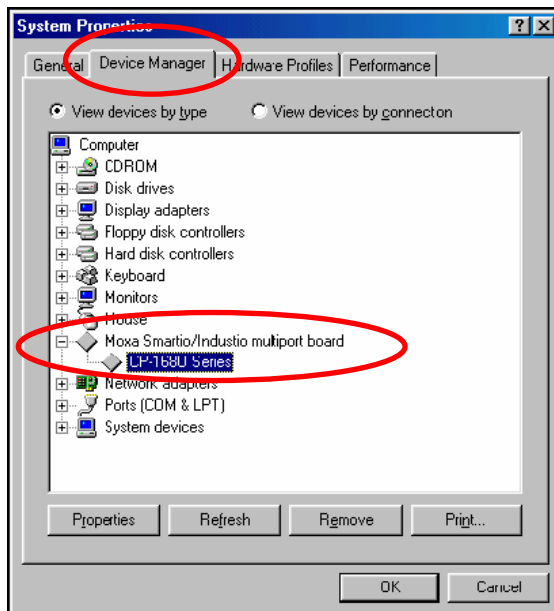 System Properties
General Device Manager Hardware Profiles Performance
View devices by type View devices by connecton
Computer
CDROM
Disk drives
Display adapters
Floppy disk controllers
Hard disk controllers
Keyboard
Monitors
Mouse
Moxa Smartio/Industio multiport board
CP-168U Series
Network adapters
Ports (COM & LPT)
System devices
Properties Refresh Remove Print...
OK Cancel